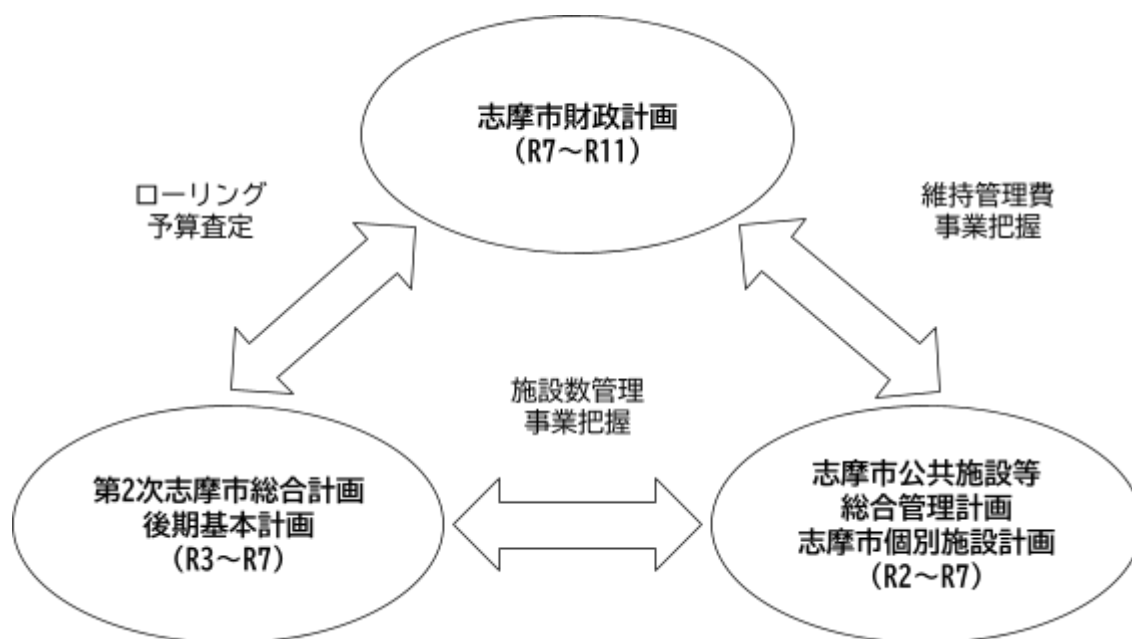 志摩市財政計画
(R7～R11)
ローリング
予算査定
維持管理費
事業把握
施設数管理
事業把握
第2次志摩市総合計画
後期基本計画
(R3～R7)
志摩市公共施設等
総合管理計画
志摩市個別施設計画
(R2～R7)